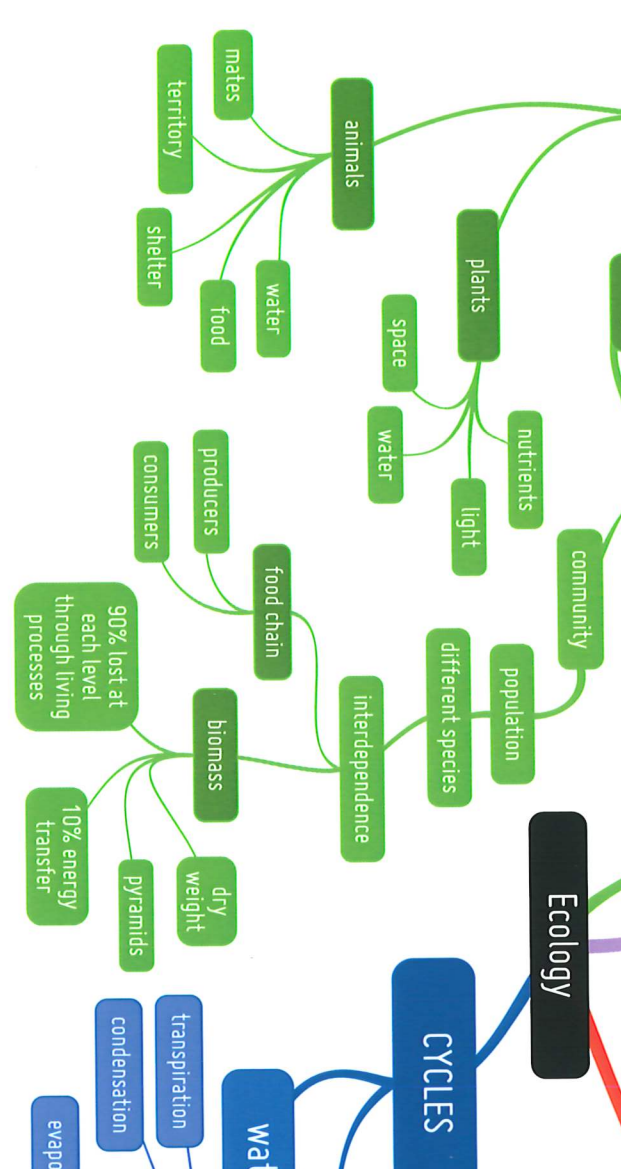 mates
territory
shelter
food
water
animals
plants
space
water
light
nutrients
community
population
different species
interdependence
food chain
producers
consumers
biomass
90% lost at
each level
through living
processes
10% energy
transfer
pyramids
dry
weight
Ecology
CYCLES
wat
transpiration
condensation
evapo